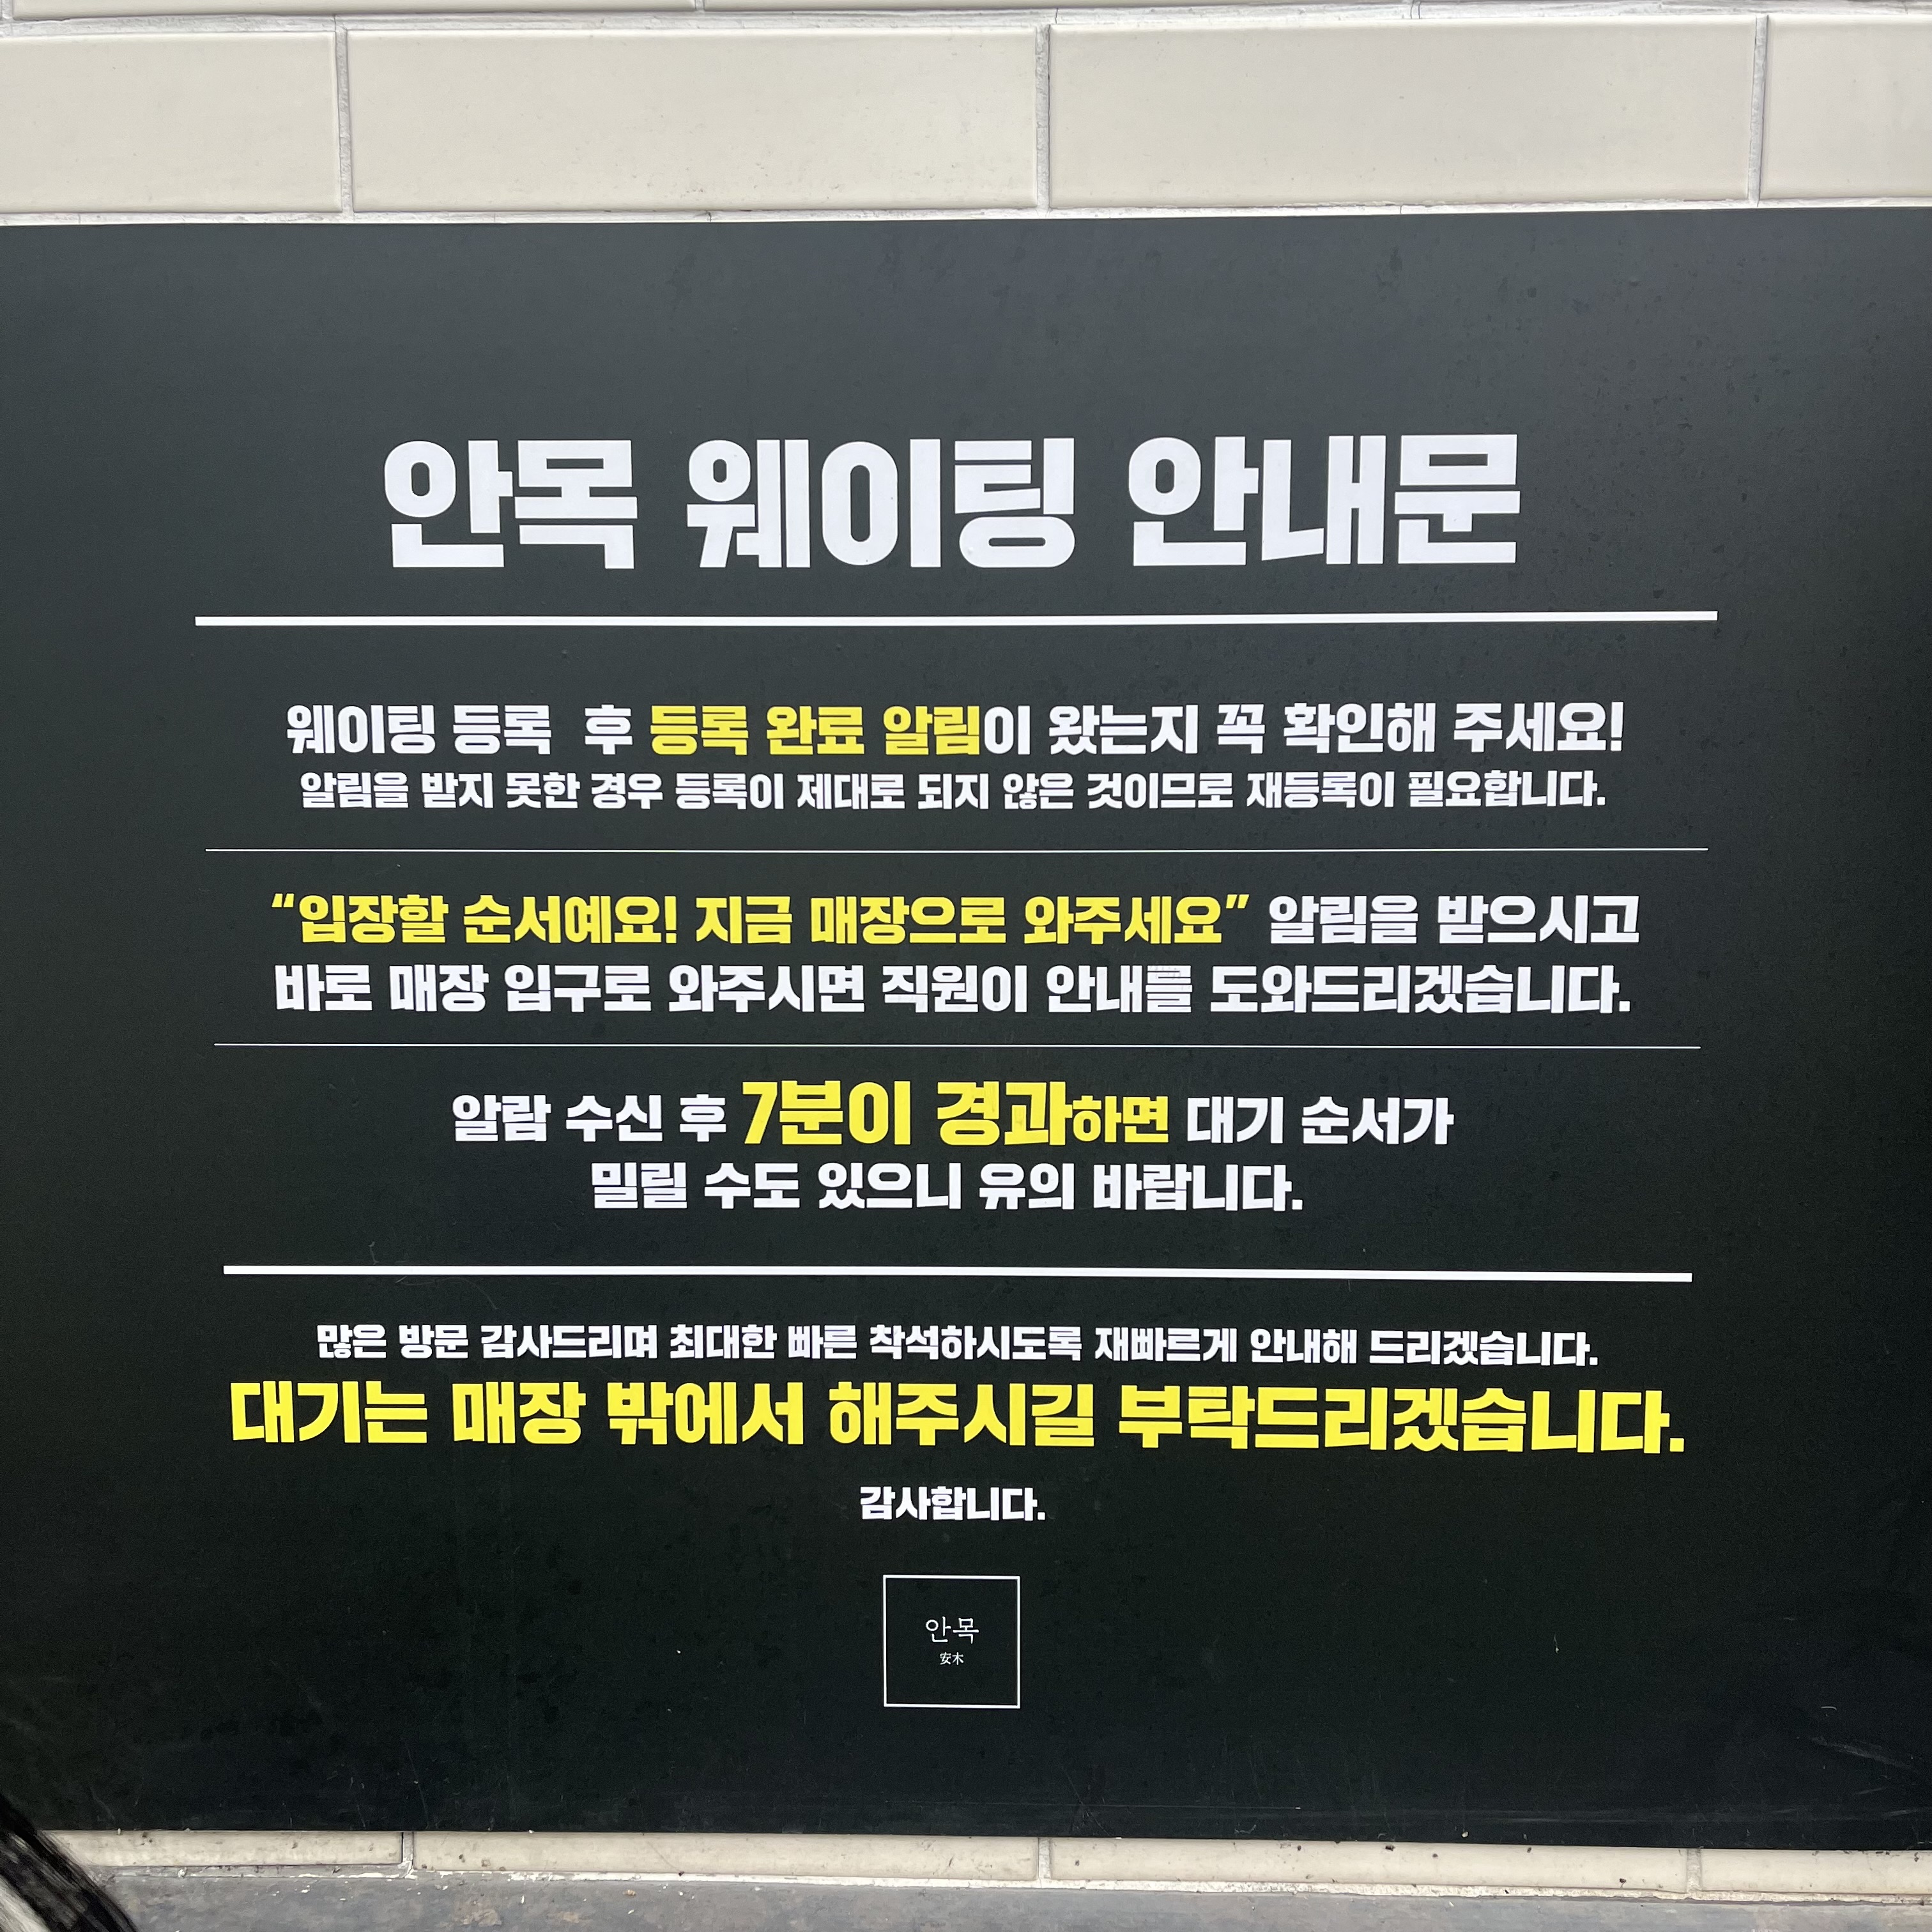 안목 웨이팅 안내문
웨이팅 등록 후 등록 완료 알림이 왔는지 꼭 확인해 주세요!
알림을 받지 못한 경우 등록이 제대로 되지 않은 것이므로 재등록이 필요합니다.
“입장할 순서예요! 지금 매장으로 와주세요” 알림을 받으시고
바로 매장 입구로 와주시면 직원이 안내를 도와드리겠습니다.
알람 수신 후 7분이 경과하면 대기 순서가
밀릴 수도 있으니 유의 바랍니다.
많은 방문 감사드리며 최대한 빠른 착석하시도록 재빠르게 안내해 드리겠습니다.
대기는 매장 밖에서 해주시길 부탁드리겠습니다.
감사합니다.
안목
安木